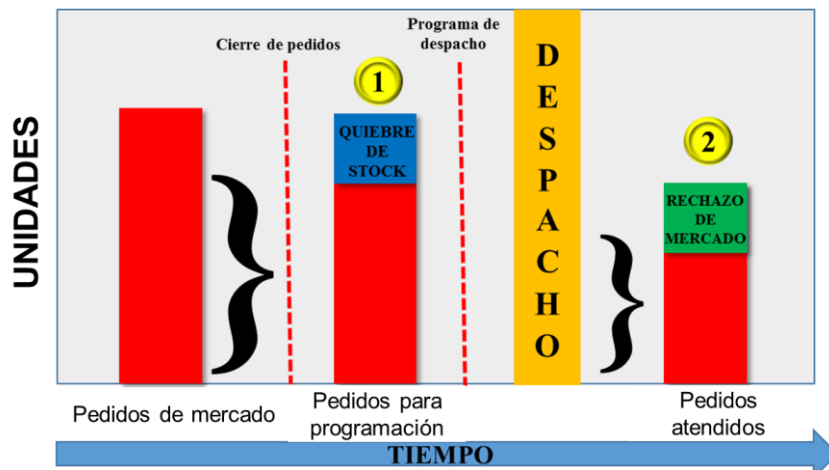 UNIDADES
Cierre de pedidos
Programa de
despacho
1
QUIEBRE
DE
STOCK
DESPACHO
2
RECHAZO
DE
MERCADO
Pedidos de mercado
Pedidos para
programación
Pedidos
atendidos
TIEMPO